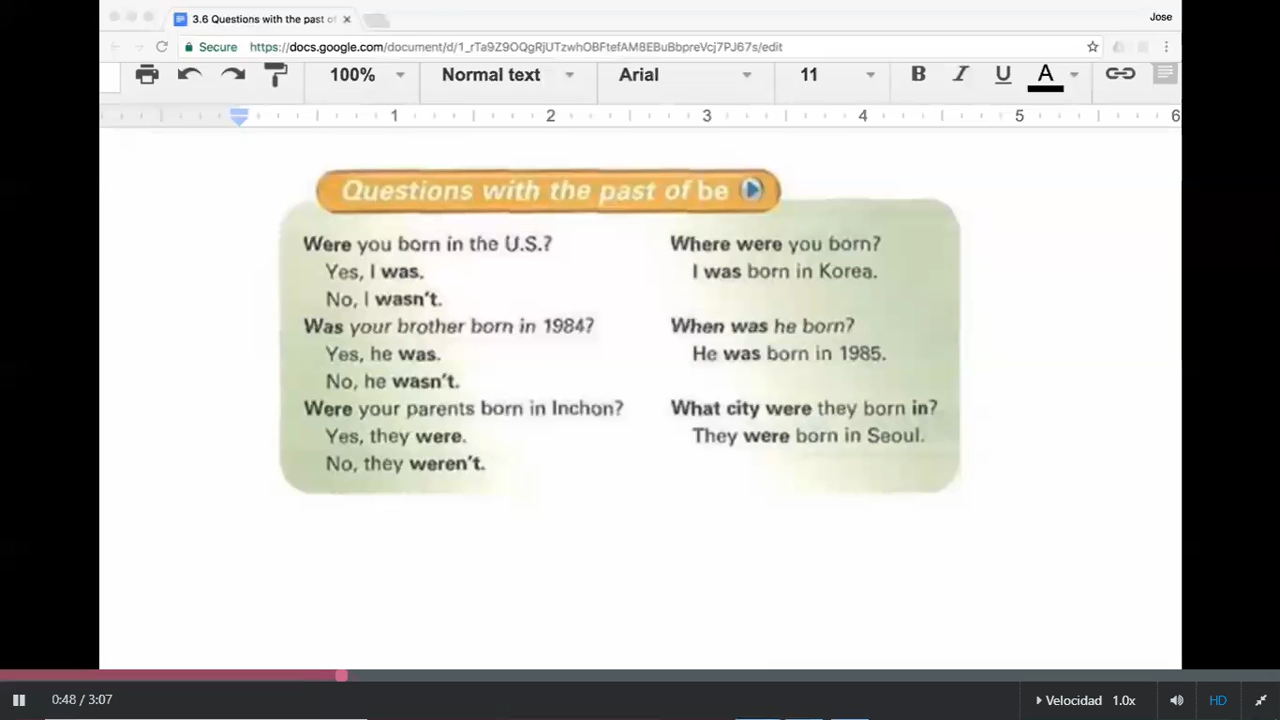 3.6 Questions with the past of
Jose
Secure
https://docs.google.com/document/d/1_rTa9Z9OQgRjUTzwhOBFtefAM8EBuBbpreVcj7PJ67s/edit
100%
Normal text
Arial
11
B I U A
1 2 3 4 5 6
Questions with the past of be
Were you born in the U.S.?
Yes, I was.
No, I wasn't.
Was your brother born in 1984?
Yes, he was.
No, he wasn't.
Were your parents born in Inchon?
Yes, they were.
No, they weren't.
Where were you born?
I was born in Korea.
When was he born?
He was born in 1985.
What city were they born in?
They were born in Seoul.
0:48 / 3:07
Velocidad 1.0x
HD